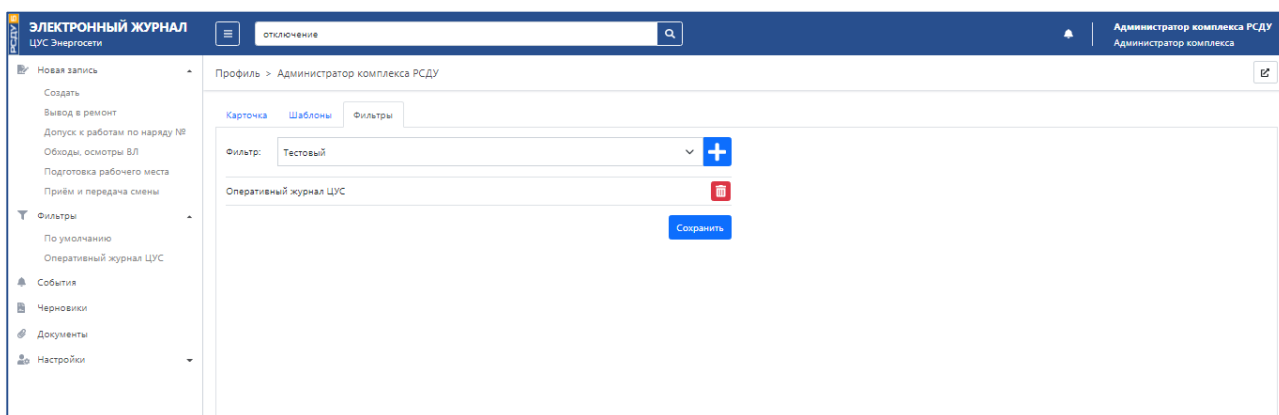 РСДУ
ЭЛЕКТРОННЫЙ ЖУРНАЛ
ЦУС Энергосети
отключение
Администратор комплекса РСДУ
Администратор комплекса
Новая запись
Создать
Вывод в ремонт
Допуск к работам по наряду №
Обходы, осмотры ВЛ
Подготовка рабочего места
Приём и передача смены
Фильтры
По умолчанию
Оперативный журнал ЦУС
События
Черновики
Документы
Настройки
Профиль > Администратор комплекса РСДУ
Карточка Шаблоны Фильтры
Фильтр: Тестовый
Оперативный журнал ЦУС
Сохранить